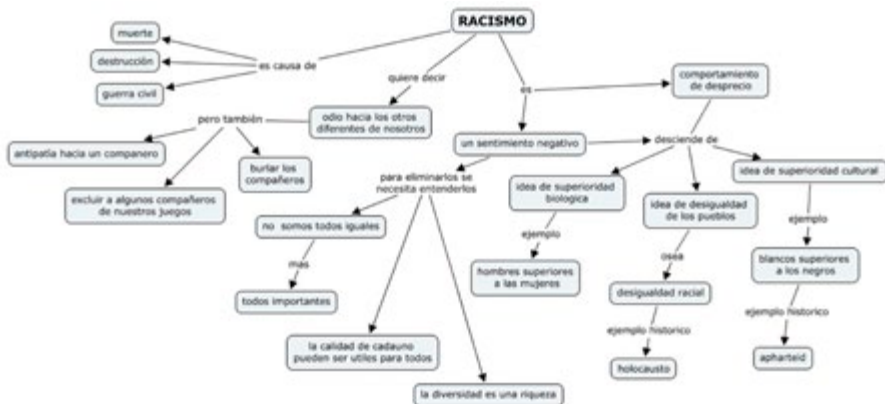 RACISMO
muerte
destrucción
guerra civil
es causa de
quiere decir
es
comportamiento
de desprecio
odio hacia los otros
diferentes de nosotros
pero también
antipatía hacia un companero
burlar los
compañeros
excluir a algunos compañeros
de nuestros juegos
un sentimiento negativo
desciende de
para eliminarlos se
necesita entenderlos
idea de superioridad
biologica
idea de desigualdad
de los pueblos
idea de superioridad cultural
no somos todos iguales
mas
todos importantes
ejemplo
hombres superiores
a las mujeres
osea
desigualdad racial
ejemplo historico
holocausto
ejemplo
blancos superiores
a los negros
ejemplo historico
apharteid
la calidad de cadauno
pueden ser utiles para todos
la diversidad es una riqueza